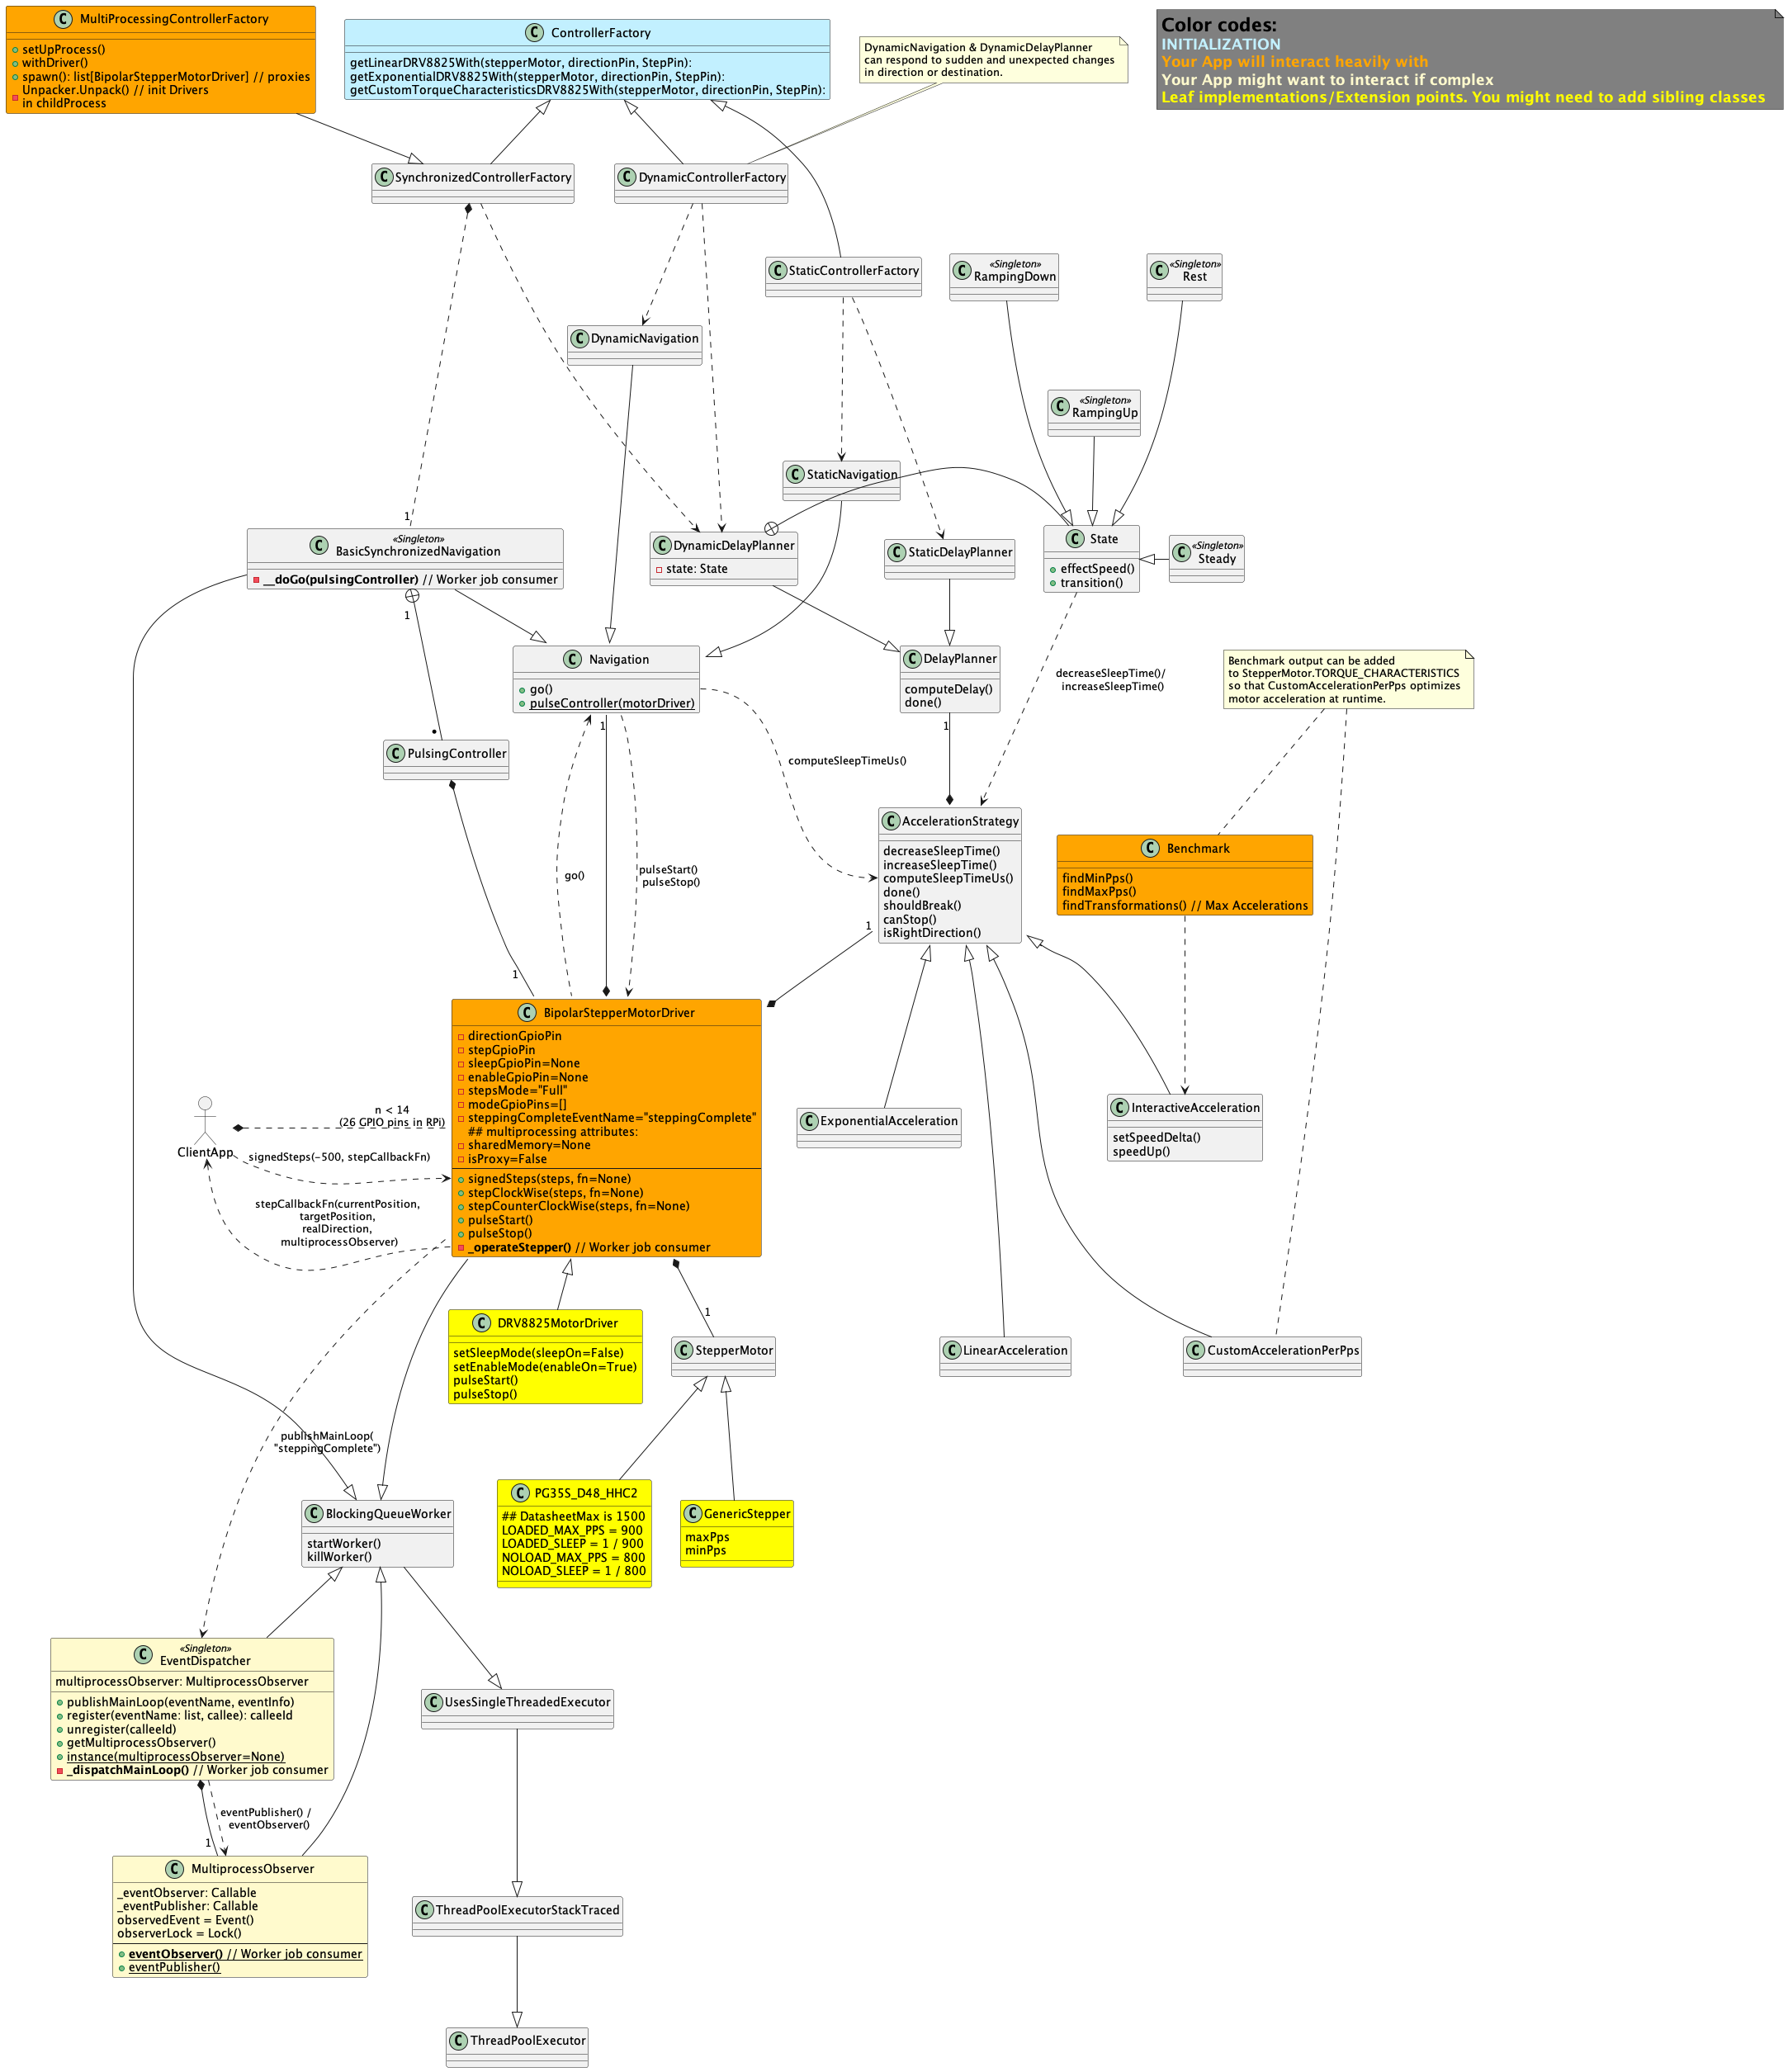 MultiProcessingControllerFactory
setUpProcess()
withDriver()
spawn(): list[BipolarStepperMotorDriver] // proxies
Unpacker.Unpack() // init Drivers
in childProcess
ControllerFactory
getLinearDRV8825With(stepperMotor, directionPin, StepPin):
getExponentialDRV8825With(stepperMotor, directionPin, StepPin):
getCustomTorqueCharacteristicsDRV8825With(stepperMotor, directionPin, StepPin):
DynamicNavigation & DynamicDelayPlanner
can respond to sudden and unexpected changes
in direction or destination.
Color codes:
INITIALIZATION
Your App will interact heavily with
Your App might want to interact if complex
Leaf implementations/Extension points. You might need to add sibling classes
SynchronizedControllerFactory
DynamicControllerFactory
StaticControllerFactory
«Singleton»
RampingDown
«Singleton»
Rest
DynamicNavigation
«Singleton»
RampingUp
StaticNavigation
1
«Singleton»
BasicSynchronizedNavigation
__doGo(pulsingController) // Worker job consumer
1
DynamicDelayPlanner
state: State
StaticDelayPlanner
State
effectSpeed()
transition()
«Singleton»
Steady
Navigation
go()
pulseController(motorDriver)
1
DelayPlanner
computeDelay()
done()
1
decreaseSleepTime()/
increaseSleepTime()
Benchmark output can be added
to StepperMotor.TORQUE_CHARACTERISTICS
so that CustomAccelerationPerPps optimizes
motor acceleration at runtime.
PulsingController
computeSleepTimeUs()
AccelerationStrategy
decreaseSleepTime()
increaseSleepTime()
computeSleepTimeUs()
done()
shouldBreak()
canStop()
isRightDirection()
1
Benchmark
findMinPps()
findMaxPps()
findTransformations() // Max Accelerations
go()
pulseStart()
pulseStop()
1
BipolarStepperMotorDriver
directionGpioPin
stepGpioPin
sleepGpioPin=None
enableGpioPin=None
stepsMode="Full"
modeGpioPins=[]
steppingCompleteEventName="steppingComplete"
## multiprocessing attributes:
sharedMemory=None
isProxy=False
signedSteps(steps, fn=None)
stepClockWise(steps, fn=None)
stepCounterClockWise(steps, fn=None)
pulseStart()
pulseStop()
_operateStepper() // Worker job consumer
ClientApp
n < 14
(26 GPIO pins in RPi)
signedSteps(~500, stepCallbackFn)
stepCallbackFn(currentPosition,
targetPosition,
realDirection,
multiprocessObserver)
ExponentialAcceleration
InteractiveAcceleration
setSpeedDelta()
speedUp()
DRV8825MotorDriver
setSleepMode(sleepOn=False)
setEnableMode(enableOn=True)
pulseStart()
pulseStop()
1
StepperMotor
LinearAcceleration
CustomAccelerationPerPps
publishMainLoop(
"steppingComplete")
PG35S_D48_HHC2
## DatasheetMax is 1500
LOADED_MAX_PPS = 900
LOADED_SLEEP = 1 / 900
NOLOAD_MAX_PPS = 800
NOLOAD_SLEEP = 1 / 800
GenericStepper
maxPps
minPps
BlockingQueueWorker
startWorker()
killWorker()
«Singleton»
EventDispatcher
multiprocessObserver: MultiprocessObserver
publishMainLoop(eventName, eventInfo)
register(eventName: list, callee): calleeId
unregister(calleeId)
getMultiprocessObserver()
instance(multiprocessObserver=None)
_dispatchMainLoop() // Worker job consumer
UsesSingleThreadedExecutor
eventPublisher() /
eventObserver()
1
MultiprocessObserver
_eventObserver: Callable
_eventPublisher: Callable
observedEvent = Event()
observerLock = Lock()
eventObserver() // Worker job consumer
eventPublisher()
ThreadPoolExecutorStackTraced
ThreadPoolExecutor